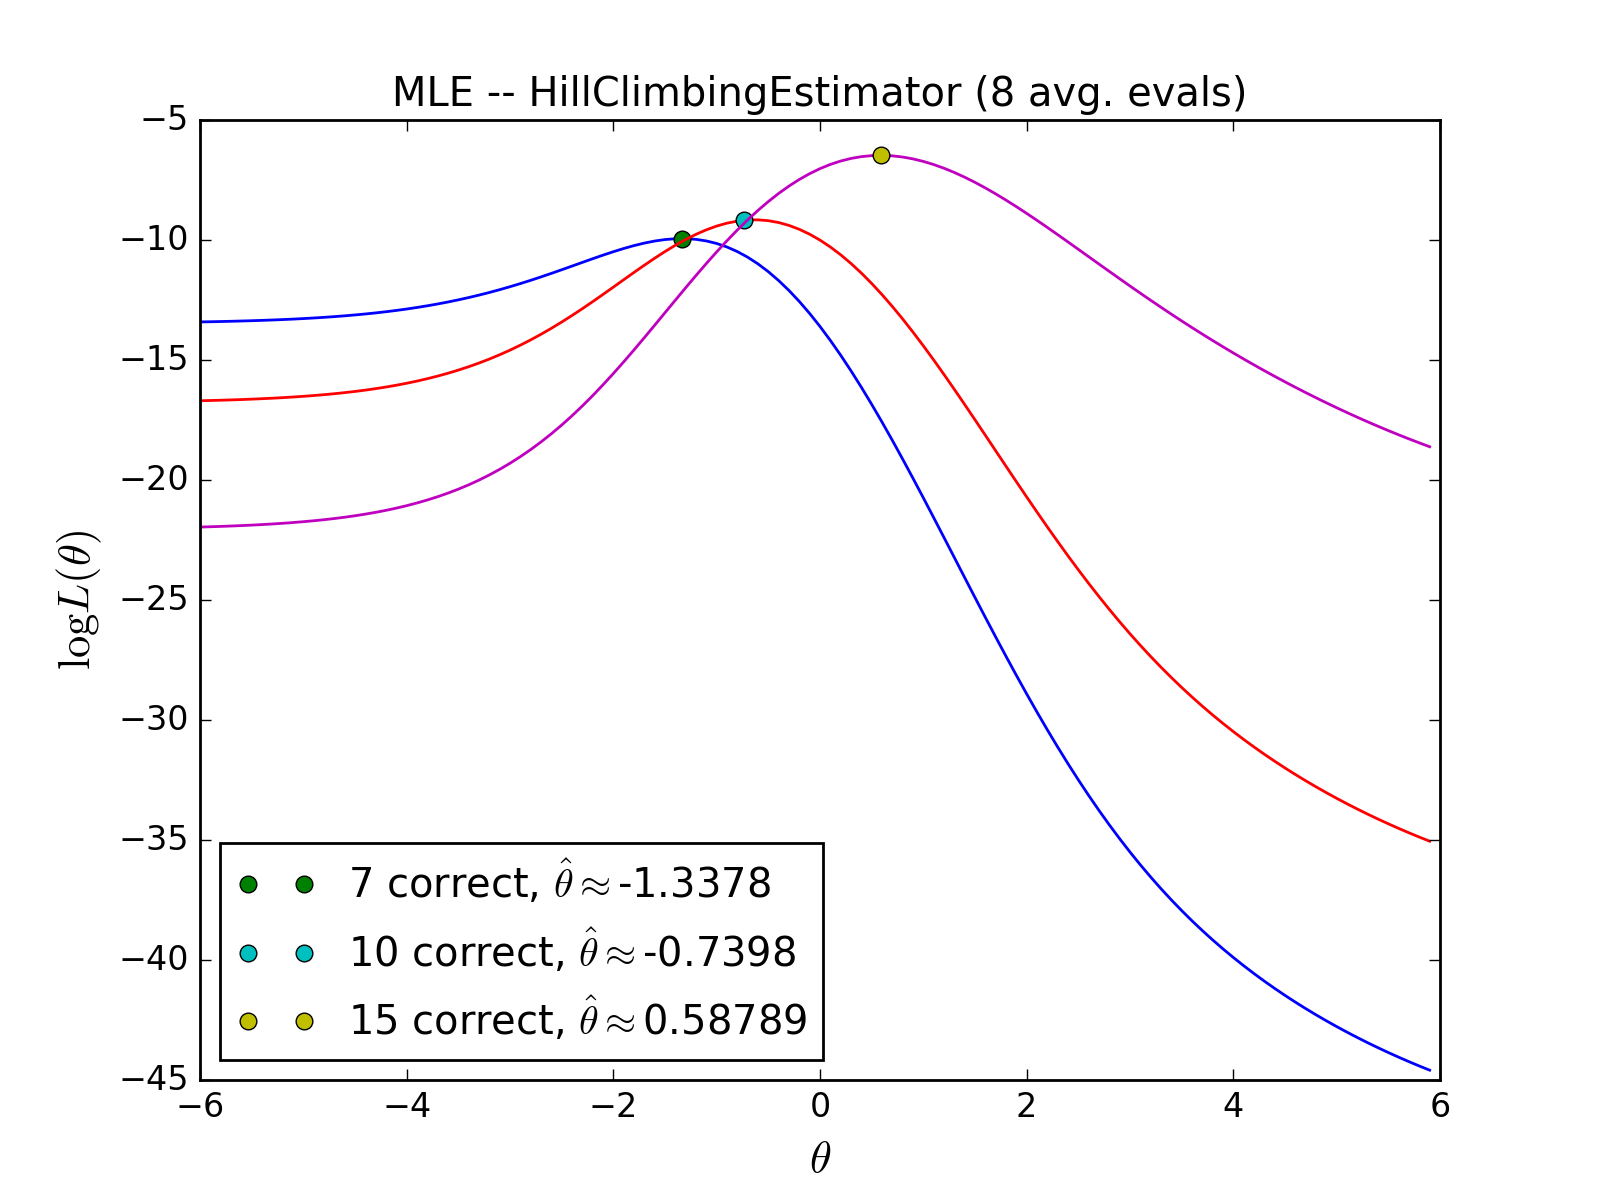 MLE -- HillClimbingEstimator (8 avg. evals)
−5
−10
−15
−20
−25
−30
−35
−40
−45
log L(θ)
7 correct, θ̂ ≈ -1.3378
10 correct, θ̂ ≈ -0.7398
15 correct, θ̂ ≈ 0.58789
−6 −4 −2 0 2 4 6
θ